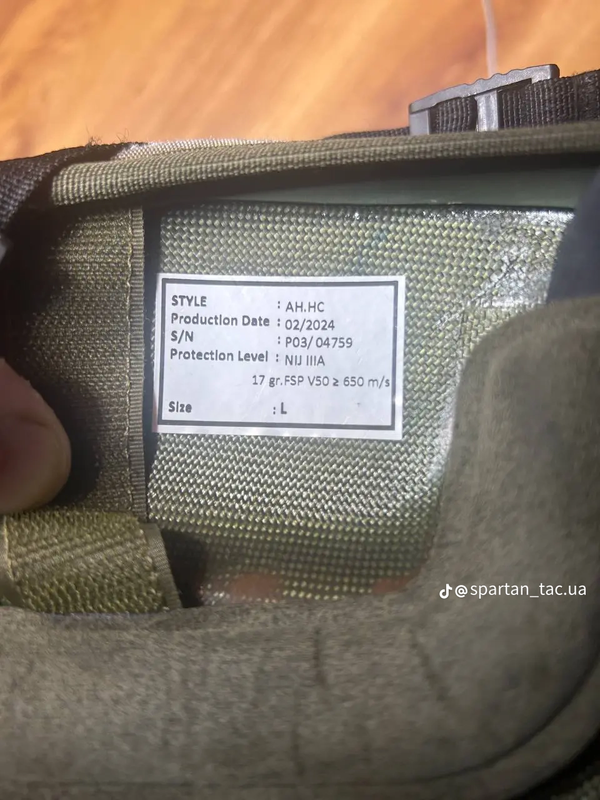 STYLE : AH.HC
Production Date : 02/2024
S/N : P03/ 04759
Protection Level : NIJ IIIA
17 gr.FSP V50 ≥ 650 m/s
Size : L
@spartan_tac.ua